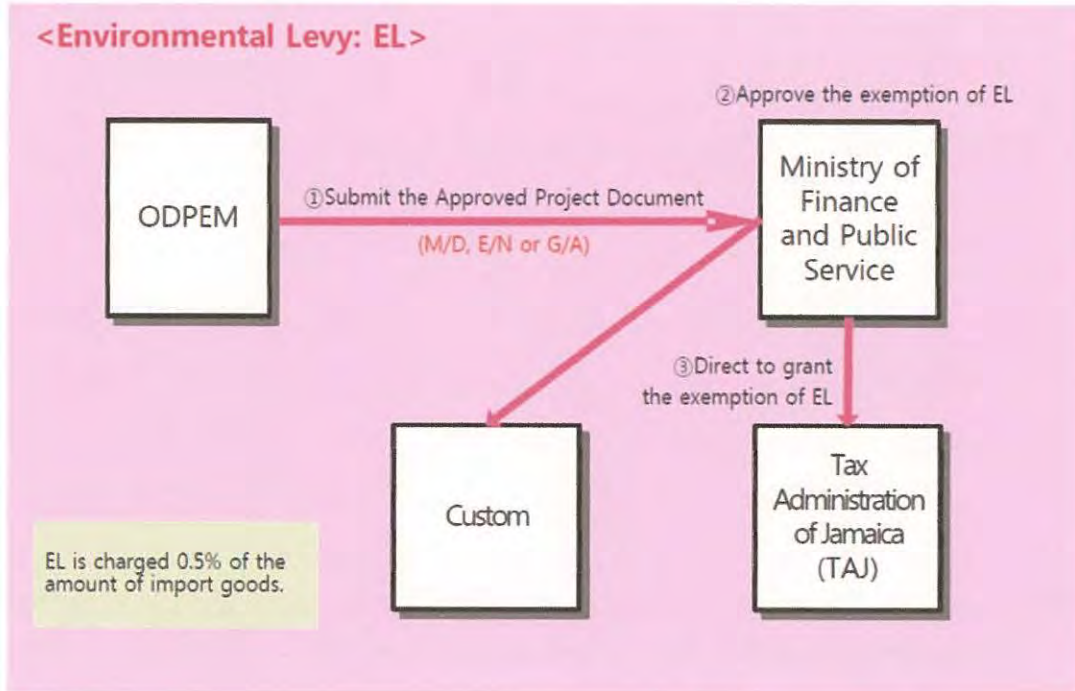 <Environmental Levy: EL>
②Approve the exemption of EL
ODPEM
①Submit the Approved Project Document
(M/D, E/N or G/A)
Ministry of
Finance
and Public
Service
③Direct to grant
the exemption of EL
Custom
Tax
Administration
of Jamaica
(TAJ)
EL is charged 0.5% of the
amount of import goods.